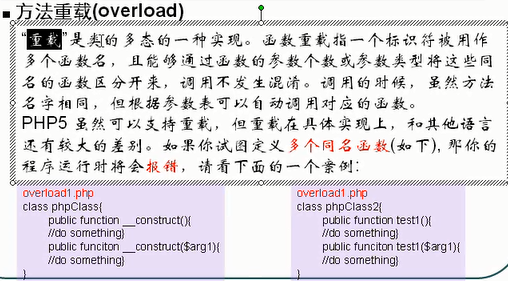 方法重载(overload)
“重载”是类的多态的一种实现。函数重载指一个标识符被用作
多个函数名，且能够通过函数的参数个数或参数类型将这些同
名的函数区分开来，调用不发生混淆。调用的时候，虽然方法
名字相同，但根据参数表可以自动调用对应的函数。
PHP5 虽然可以支持重载，但重载在具体实现上，和其他语言
还有较大的差别。如果你试图定义多个同名函数(如下)，那你的
程序运行时将会报错，请看下面的一个案例：
overload1.php
class phpClass{
public function __construct(){
//do something}
public funciton __construct($arg1){
//do something}
}
overload1.php
class phpClass2{
public function test1(){
//do something}
public funciton test1($arg1){
//do something}
}